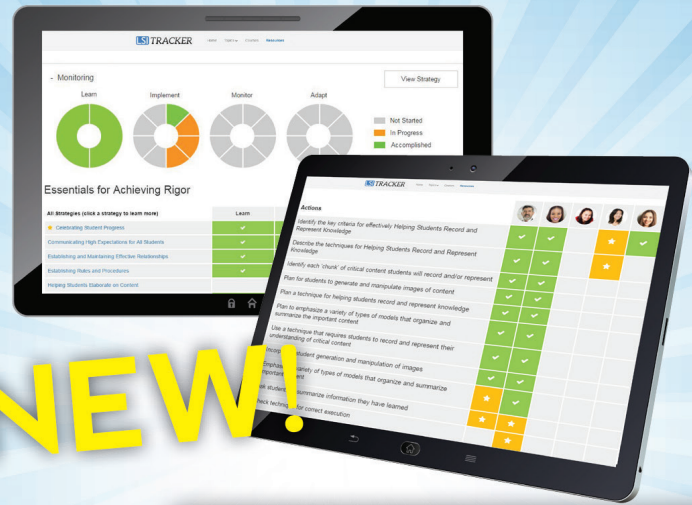 LSI TRACKER
Resources
- Monitoring
View Strategy
Learn
Implement
Monitor
Adapt
Not Started
In Progress
Accomplished
Essentials for Achieving Rigor
All Strategies (click a strategy to learn more)
Learn
Celebrating Student Progress
Communicating High Expectations for All Students
Establishing and Maintaining Effective Relationships
Establishing Rules and Procedures
Helping Students Elaborate on Content
LSI TRACKER
Actions
Identify the key criteria for effectively Helping Students Record and
Represent Knowledge
Describe the techniques for Helping Students Record and Represent
Knowledge
Identify each 'chunk' of critical content students will record and/or represent
Plan for students to generate and manipulate images of content
Plan a technique for helping students record and represent knowledge
Plan to emphasize a variety of types of models that organize and
summarize the important content
Use a technique that requires students to record and represent their
understanding of critical content
student generation and manipulation of images
variety of types of models that organize and summarize
students summarize information they have learned
technique for correct execution
NEW!